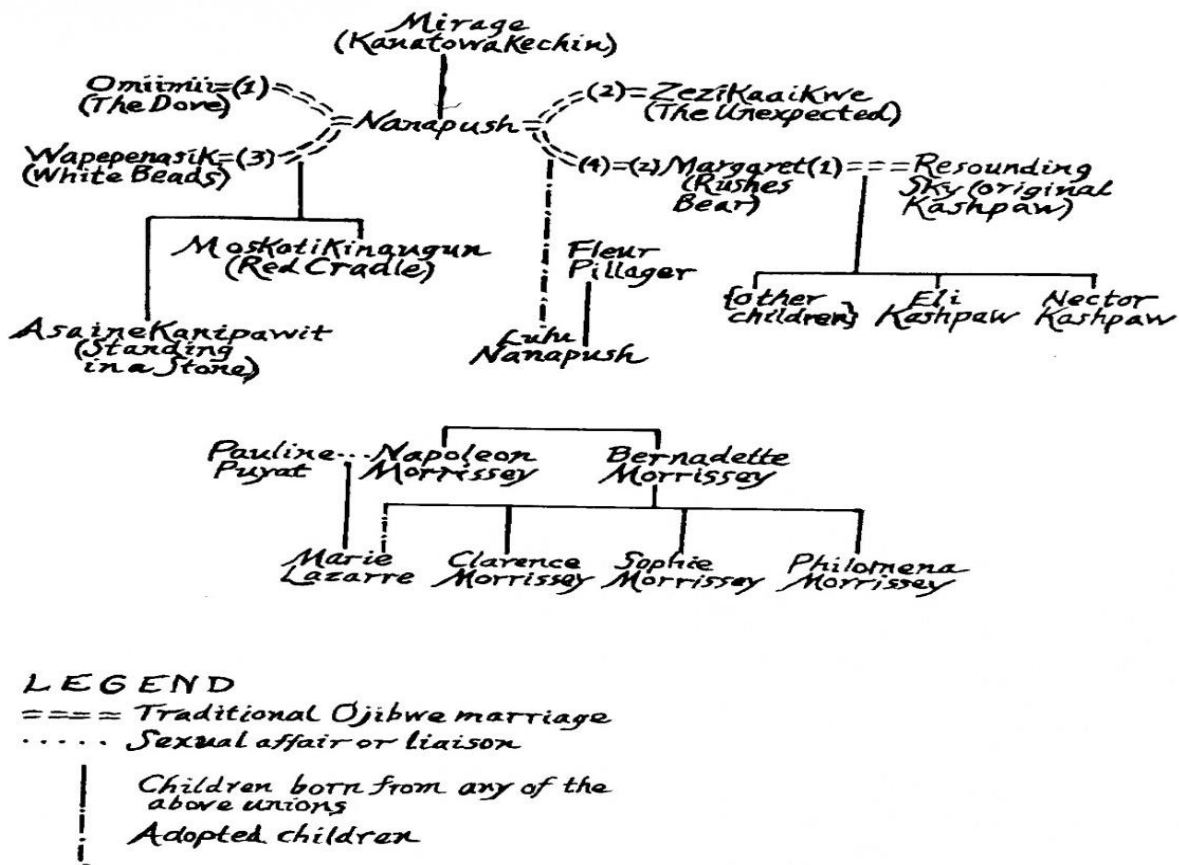 Mirage
(Kanatowakechin)
Omiimii=(1)
(The Dove)
(2)=Zezikaaikwe
(The Unexpected)
=Nanapush=
Wapepenasik=(3)
(White Beads)
(4)=(2)Margaret(1)===Resounding
(Rushes Sky (original
Bear) Kashpaw)
Moskatikinaugun
(Red Cradle)
Fleur
Pillager
{other Eli Nector
children} Kashpaw Kashpaw
Asainekanipawit
(Standing
in a Stone)
Lulu
Nanapush
Pauline...Napoleon Bernadette
Puyat Morrissey Morrissey
Marie Clarence Sophie Philomena
Lazarre Morrissey Morrissey Morrissey
LEGEND
==== Traditional Ojibwe marriage
..... Sexual affair or liaison
Children born from any of the
above unions
Adopted children